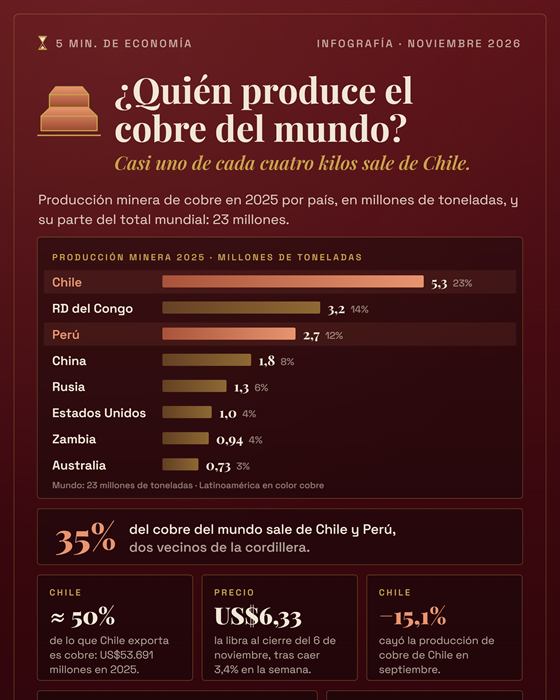 5 MIN. DE ECONOMÍA
INFOGRAFÍA · NOVIEMBRE 2026
¿Quién produce el
cobre del mundo?
Casi uno de cada cuatro kilos sale de Chile.
Producción minera de cobre en 2025 por país, en millones de toneladas, y
su parte del total mundial: 23 millones.
PRODUCCIÓN MINERA 2025 · MILLONES DE TONELADAS
Chile 5,3 23%
RD del Congo 3,2 14%
Perú 2,7 12%
China 1,8 8%
Rusia 1,3 6%
Estados Unidos 1,0 4%
Zambia 0,94 4%
Australia 0,73 3%
Mundo: 23 millones de toneladas · Latinoamérica en color cobre
35%
del cobre del mundo sale de Chile y Perú,
dos vecinos de la cordillera.
CHILE
≈ 50%
de lo que Chile exporta
es cobre: US$53.691
millones en 2025.
PRECIO
US$6,33
la libra al cierre del 6 de
noviembre, tras caer
3,4% en la semana.
CHILE
−15,1%
cayó la producción de
cobre de Chile en
septiembre.